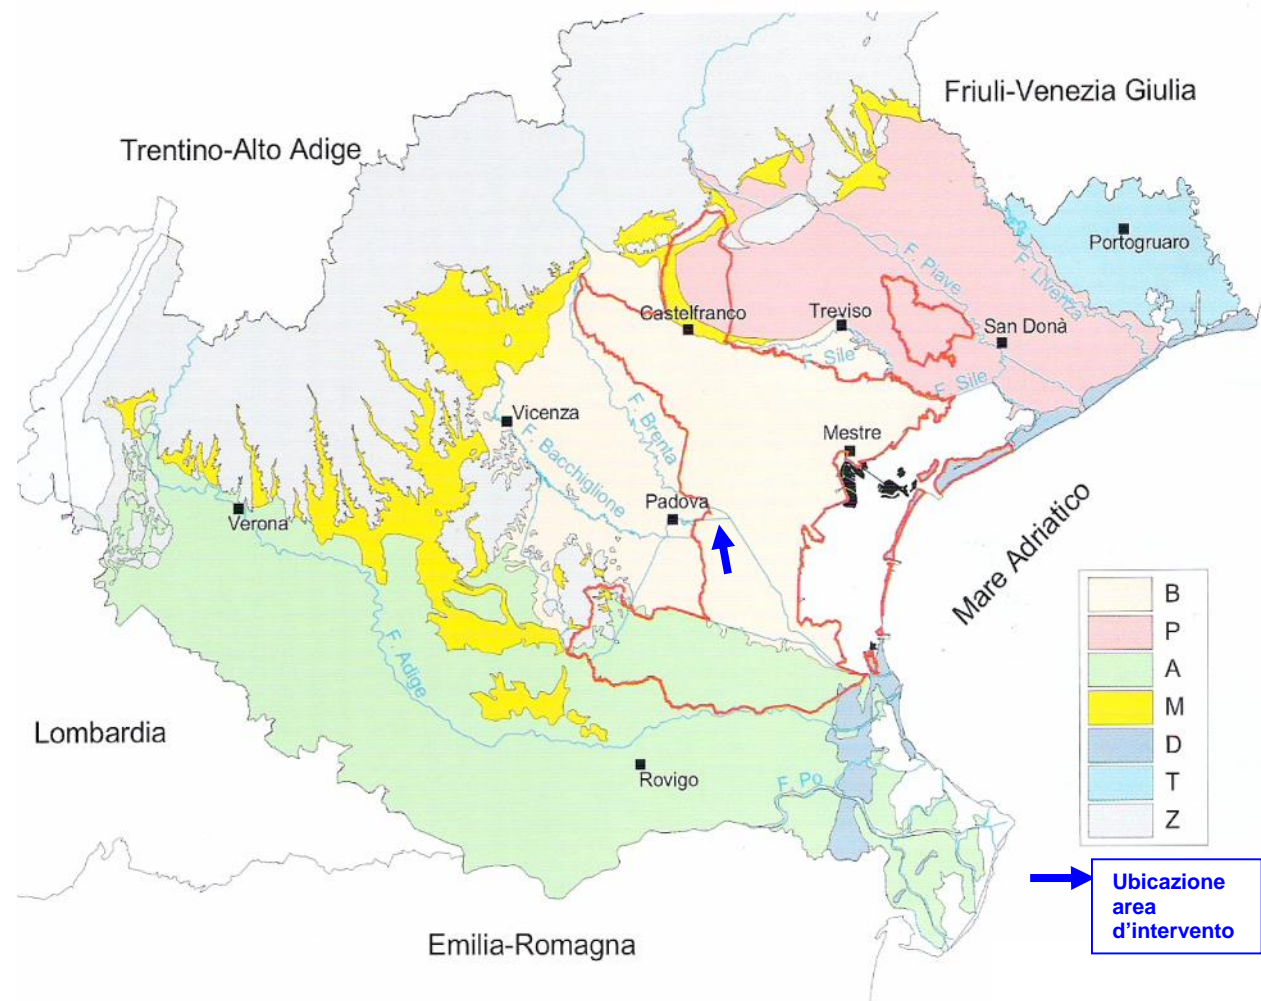 Friuli-Venezia Giulia
Trentino-Alto Adige
Portogruaro
F. Piave
F. Livenza
Castelfranco
Treviso
San Donà
F. Sile
F. Sile
Vicenza
F. Brenta
Mestre
F. Bacchiglione
Padova
Verona
Mare Adriatico
F. Adige
Lombardia
Rovigo
F. Po
Emilia-Romagna
B
P
A
M
D
T
Z
Ubicazione
area
d'intervento